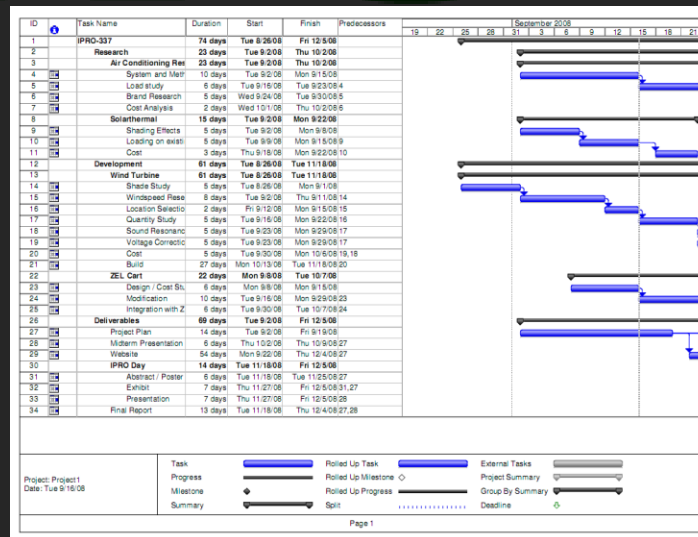 ID Task Name Duration Start Finish Predecessors September 2008
19 22 25 28 31 3 6 9 12 15 18 21
1 IPRO-337 74 days Tue 8/26/08 Fri 12/5/08
2 Research 23 days Tue 9/2/08 Thu 10/2/08
3 Air Conditioning Res 23 days Tue 9/2/08 Thu 10/2/08
4 System and Meth 10 days Tue 9/2/08 Mon 9/15/08
5 Load study 6 days Tue 9/16/08 Tue 9/23/08 4
6 Brand Research 5 days Wed 9/24/08 Tue 9/30/08 5
7 Cost Analysis 2 days Wed 10/1/08 Thu 10/2/08 6
8 Solarthermal 15 days Tue 9/2/08 Mon 9/22/08
9 Shading Effects 5 days Tue 9/2/08 Mon 9/8/08
10 Loading on existi 5 days Tue 9/9/08 Mon 9/15/08 9
11 Cost 3 days Thu 9/18/08 Mon 9/22/08 10
12 Development 61 days Tue 8/26/08 Tue 11/18/08
13 Wind Turbine 61 days Tue 8/26/08 Tue 11/18/08
14 Shade Study 5 days Tue 8/26/08 Mon 9/1/08
15 Windspeed Rese 8 days Tue 9/2/08 Thu 9/11/08 14
16 Location Selectio 2 days Fri 9/12/08 Mon 9/15/08 15
17 Quantity Study 5 days Tue 9/16/08 Mon 9/22/08 16
18 Sound Resonanc 5 days Tue 9/23/08 Mon 9/29/08 17
19 Voltage Correctic 5 days Tue 9/23/08 Mon 9/29/08 17
20 Cost 5 days Tue 9/30/08 Mon 10/6/08 19,18
21 Build 27 days Mon 10/13/08 Tue 11/18/08 20
22 ZEL Cart 22 days Mon 9/8/08 Tue 10/7/08
23 Design / Cost Stu 6 days Mon 9/8/08 Mon 9/15/08
24 Modification 10 days Tue 9/16/08 Mon 9/29/08 23
25 Integration with Z 6 days Tue 9/30/08 Tue 10/7/08 24
26 Deliverables 69 days Tue 9/2/08 Fri 12/5/08
27 Project Plan 14 days Tue 9/2/08 Fri 9/19/08
28 Midterm Presentation 6 days Thu 10/2/08 Thu 10/9/08 27
29 Website 54 days Mon 9/22/08 Thu 12/4/08 27
30 IPRO Day 14 days Tue 11/18/08 Fri 12/5/08
31 Abstract / Poster 6 days Tue 11/18/08 Tue 11/25/08 27
32 Exhibit 7 days Thu 11/27/08 Fri 12/5/08 31,27
33 Presentation 7 days Thu 11/27/08 Fri 12/5/08 28
34 Final Report 13 days Tue 11/18/08 Thu 12/4/08 27,28
Project: Project1
Date: Tue 9/16/08
Task Rolled Up Task External Tasks
Progress Rolled Up Milestone Project Summary
Milestone Rolled Up Progress Group By Summary
Summary Split Deadline
Page 1